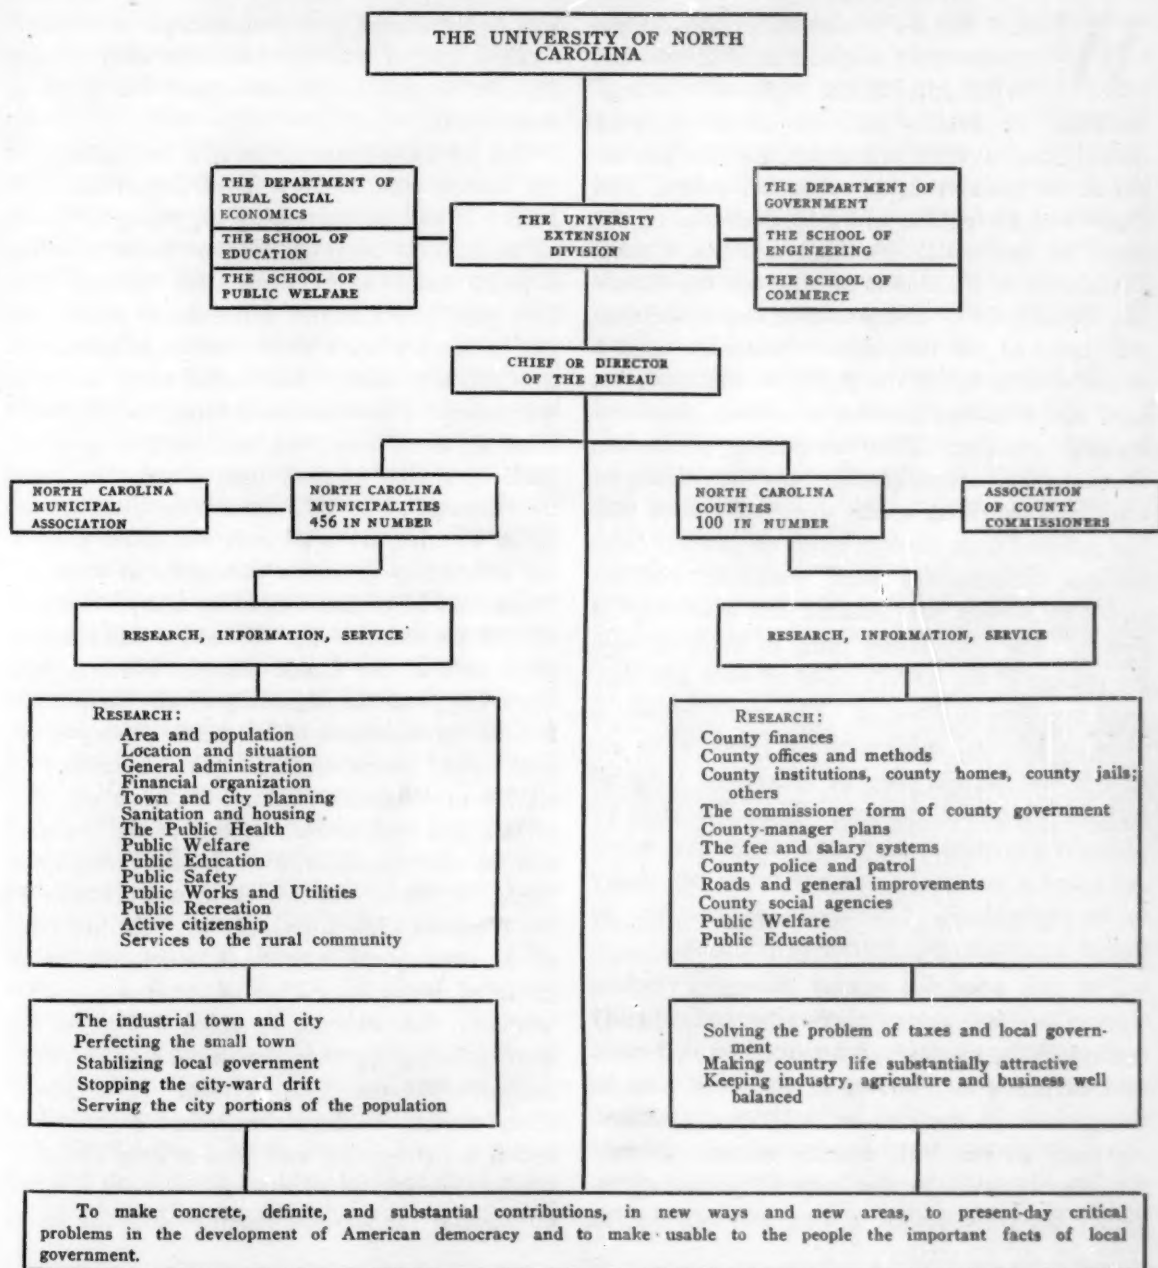 THE UNIVERSITY OF NORTH
CAROLINA
THE DEPARTMENT OF
RURAL SOCIAL
ECONOMICS
THE SCHOOL OF
EDUCATION
THE SCHOOL OF
PUBLIC WELFARE
THE UNIVERSITY
EXTENSION
DIVISION
THE DEPARTMENT OF
GOVERNMENT
THE SCHOOL OF
ENGINEERING
THE SCHOOL OF
COMMERCE
CHIEF OR DIRECTOR
OF THE BUREAU
NORTH CAROLINA
MUNICIPAL
ASSOCIATION
NORTH CAROLINA
MUNICIPALITIES
456 IN NUMBER
NORTH CAROLINA
COUNTIES
100 IN NUMBER
ASSOCIATION
OF COUNTY
COMMISSIONERS
RESEARCH, INFORMATION, SERVICE
RESEARCH, INFORMATION, SERVICE
RESEARCH:
Area and population
Location and situation
General administration
Financial organization
Town and city planning
Sanitation and housing
The Public Health
Public Welfare
Public Education
Public Safety
Public Works and Utilities
Public Recreation
Active citizenship
Services to the rural community
RESEARCH:
County finances
County offices and methods
County institutions, county homes, county jails;
others
The commissioner form of county government
County-manager plans
The fee and salary systems
County police and patrol
Roads and general improvements
County social agencies
Public Welfare
Public Education
The industrial town and city
Perfecting the small town
Stabilizing local government
Stopping the city-ward drift
Serving the city portions of the population
Solving the problem of taxes and local govern-
ment
Making country life substantially attractive
Keeping industry, agriculture and business well
balanced
To make concrete, definite, and substantial contributions, in new ways and new areas, to present-day critical
problems in the development of American democracy and to make usable to the people the important facts of local
government.